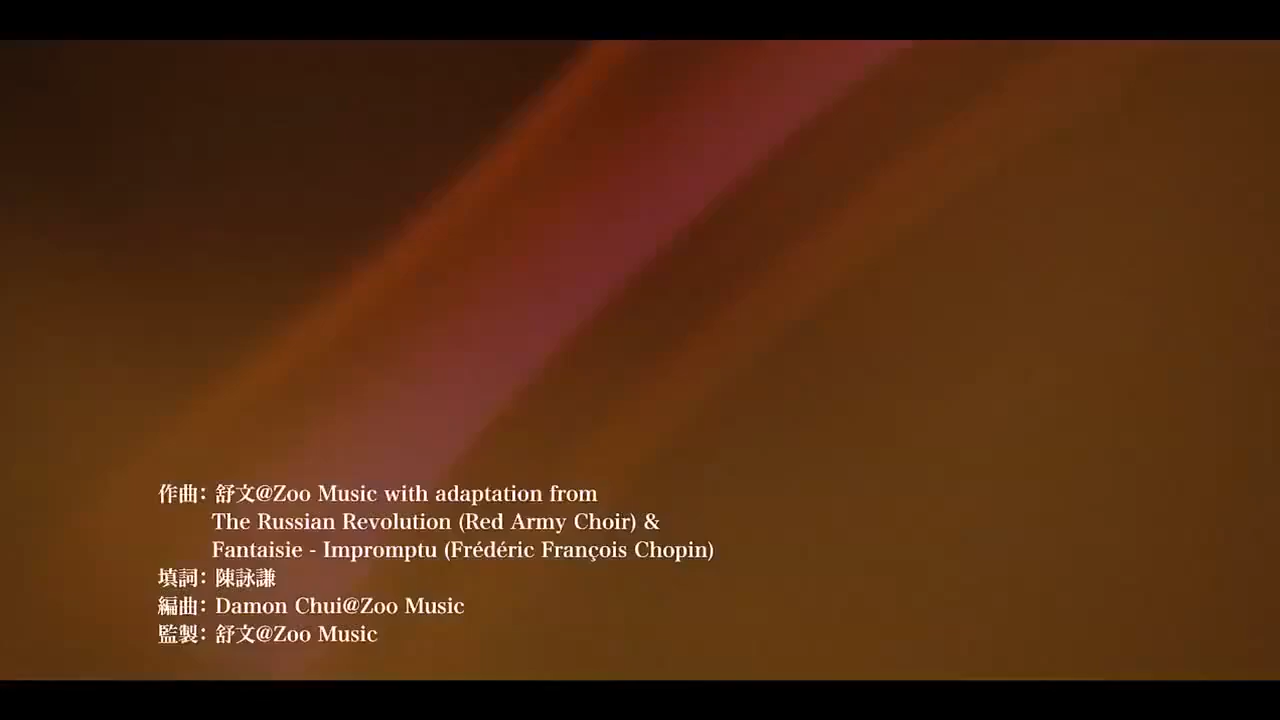 作曲：舒文@Zoo Music with adaptation from
The Russian Revolution (Red Army Choir) &
Fantaisie - Impromptu (Frédéric François Chopin)
填詞：陳詠謙
編曲：Damon Chui@Zoo Music
監製：舒文@Zoo Music